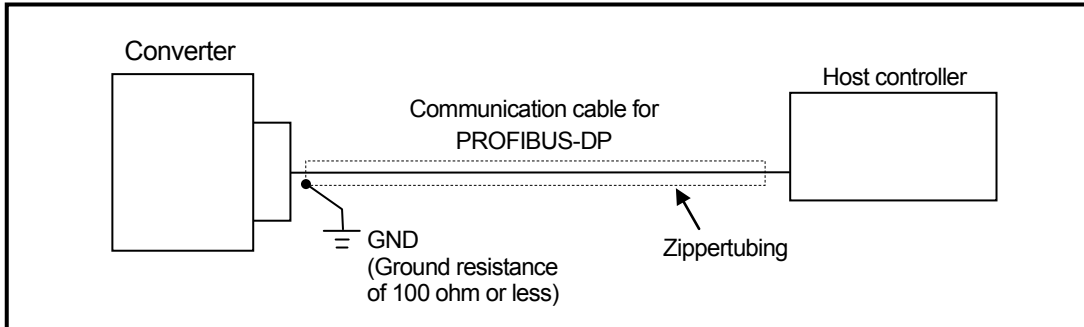 Converter
Host controller
Communication cable for
PROFIBUS-DP
Zippertubing
GND
(Ground resistance
of 100 ohm or less)